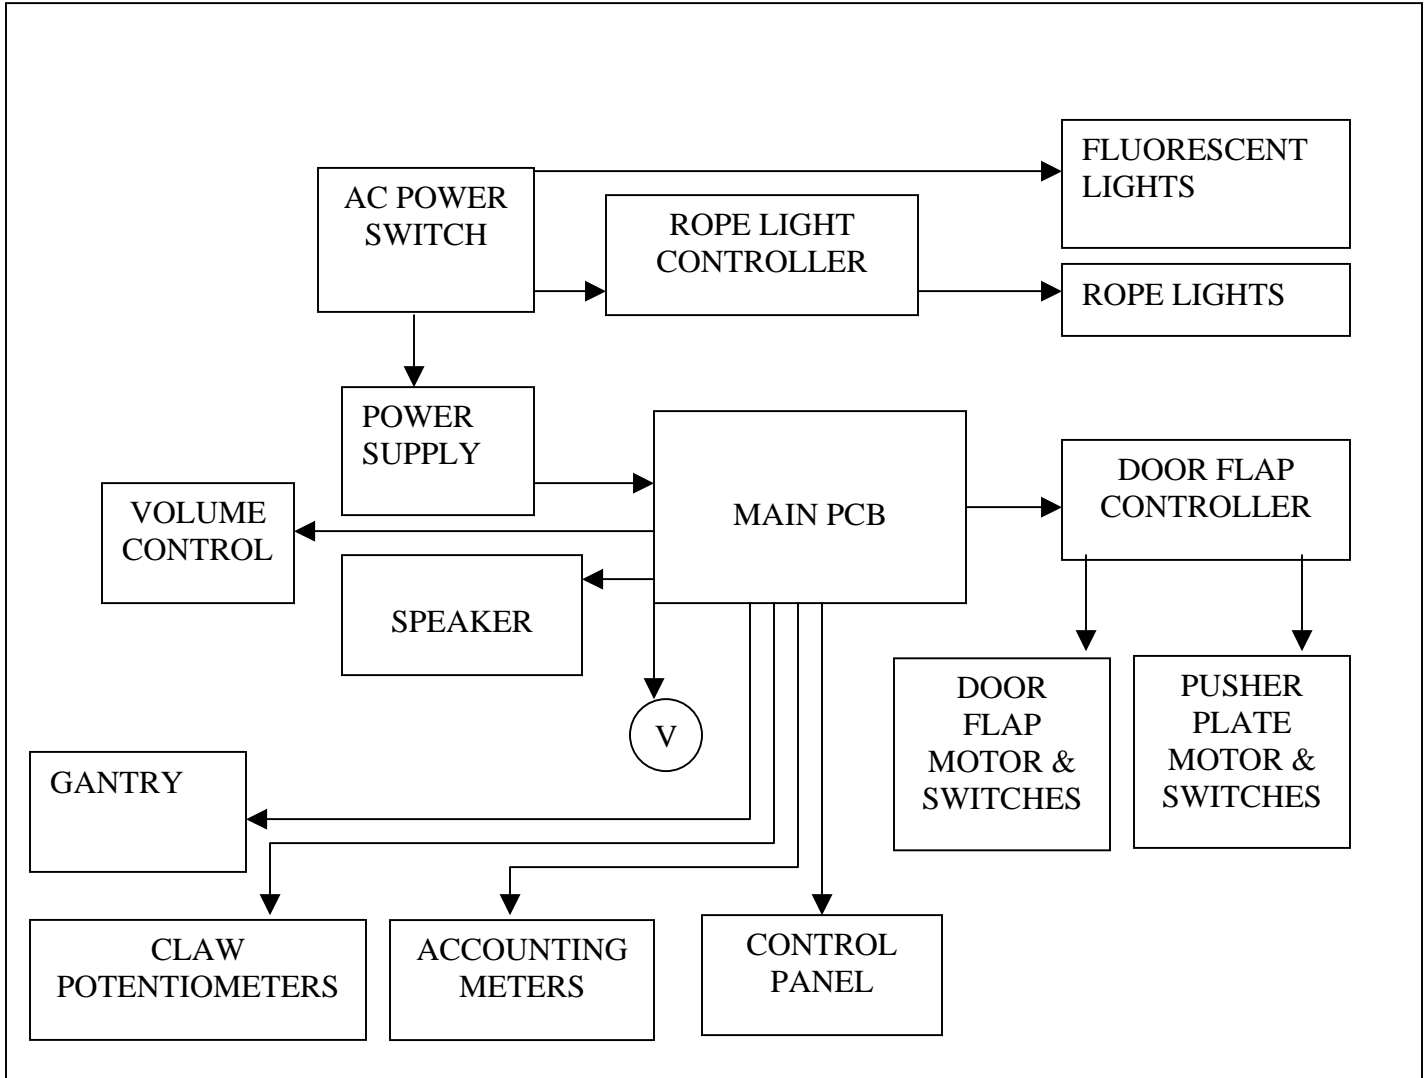 FLUORESCENT
LIGHTS
AC POWER
SWITCH
ROPE LIGHT
CONTROLLER
ROPE LIGHTS
POWER
SUPPLY
VOLUME
CONTROL
MAIN PCB
DOOR FLAP
CONTROLLER
SPEAKER
V
DOOR
FLAP
MOTOR &
SWITCHES
PUSHER
PLATE
MOTOR &
SWITCHES
GANTRY
CLAW
POTENTIOMETERS
ACCOUNTING
METERS
CONTROL
PANEL